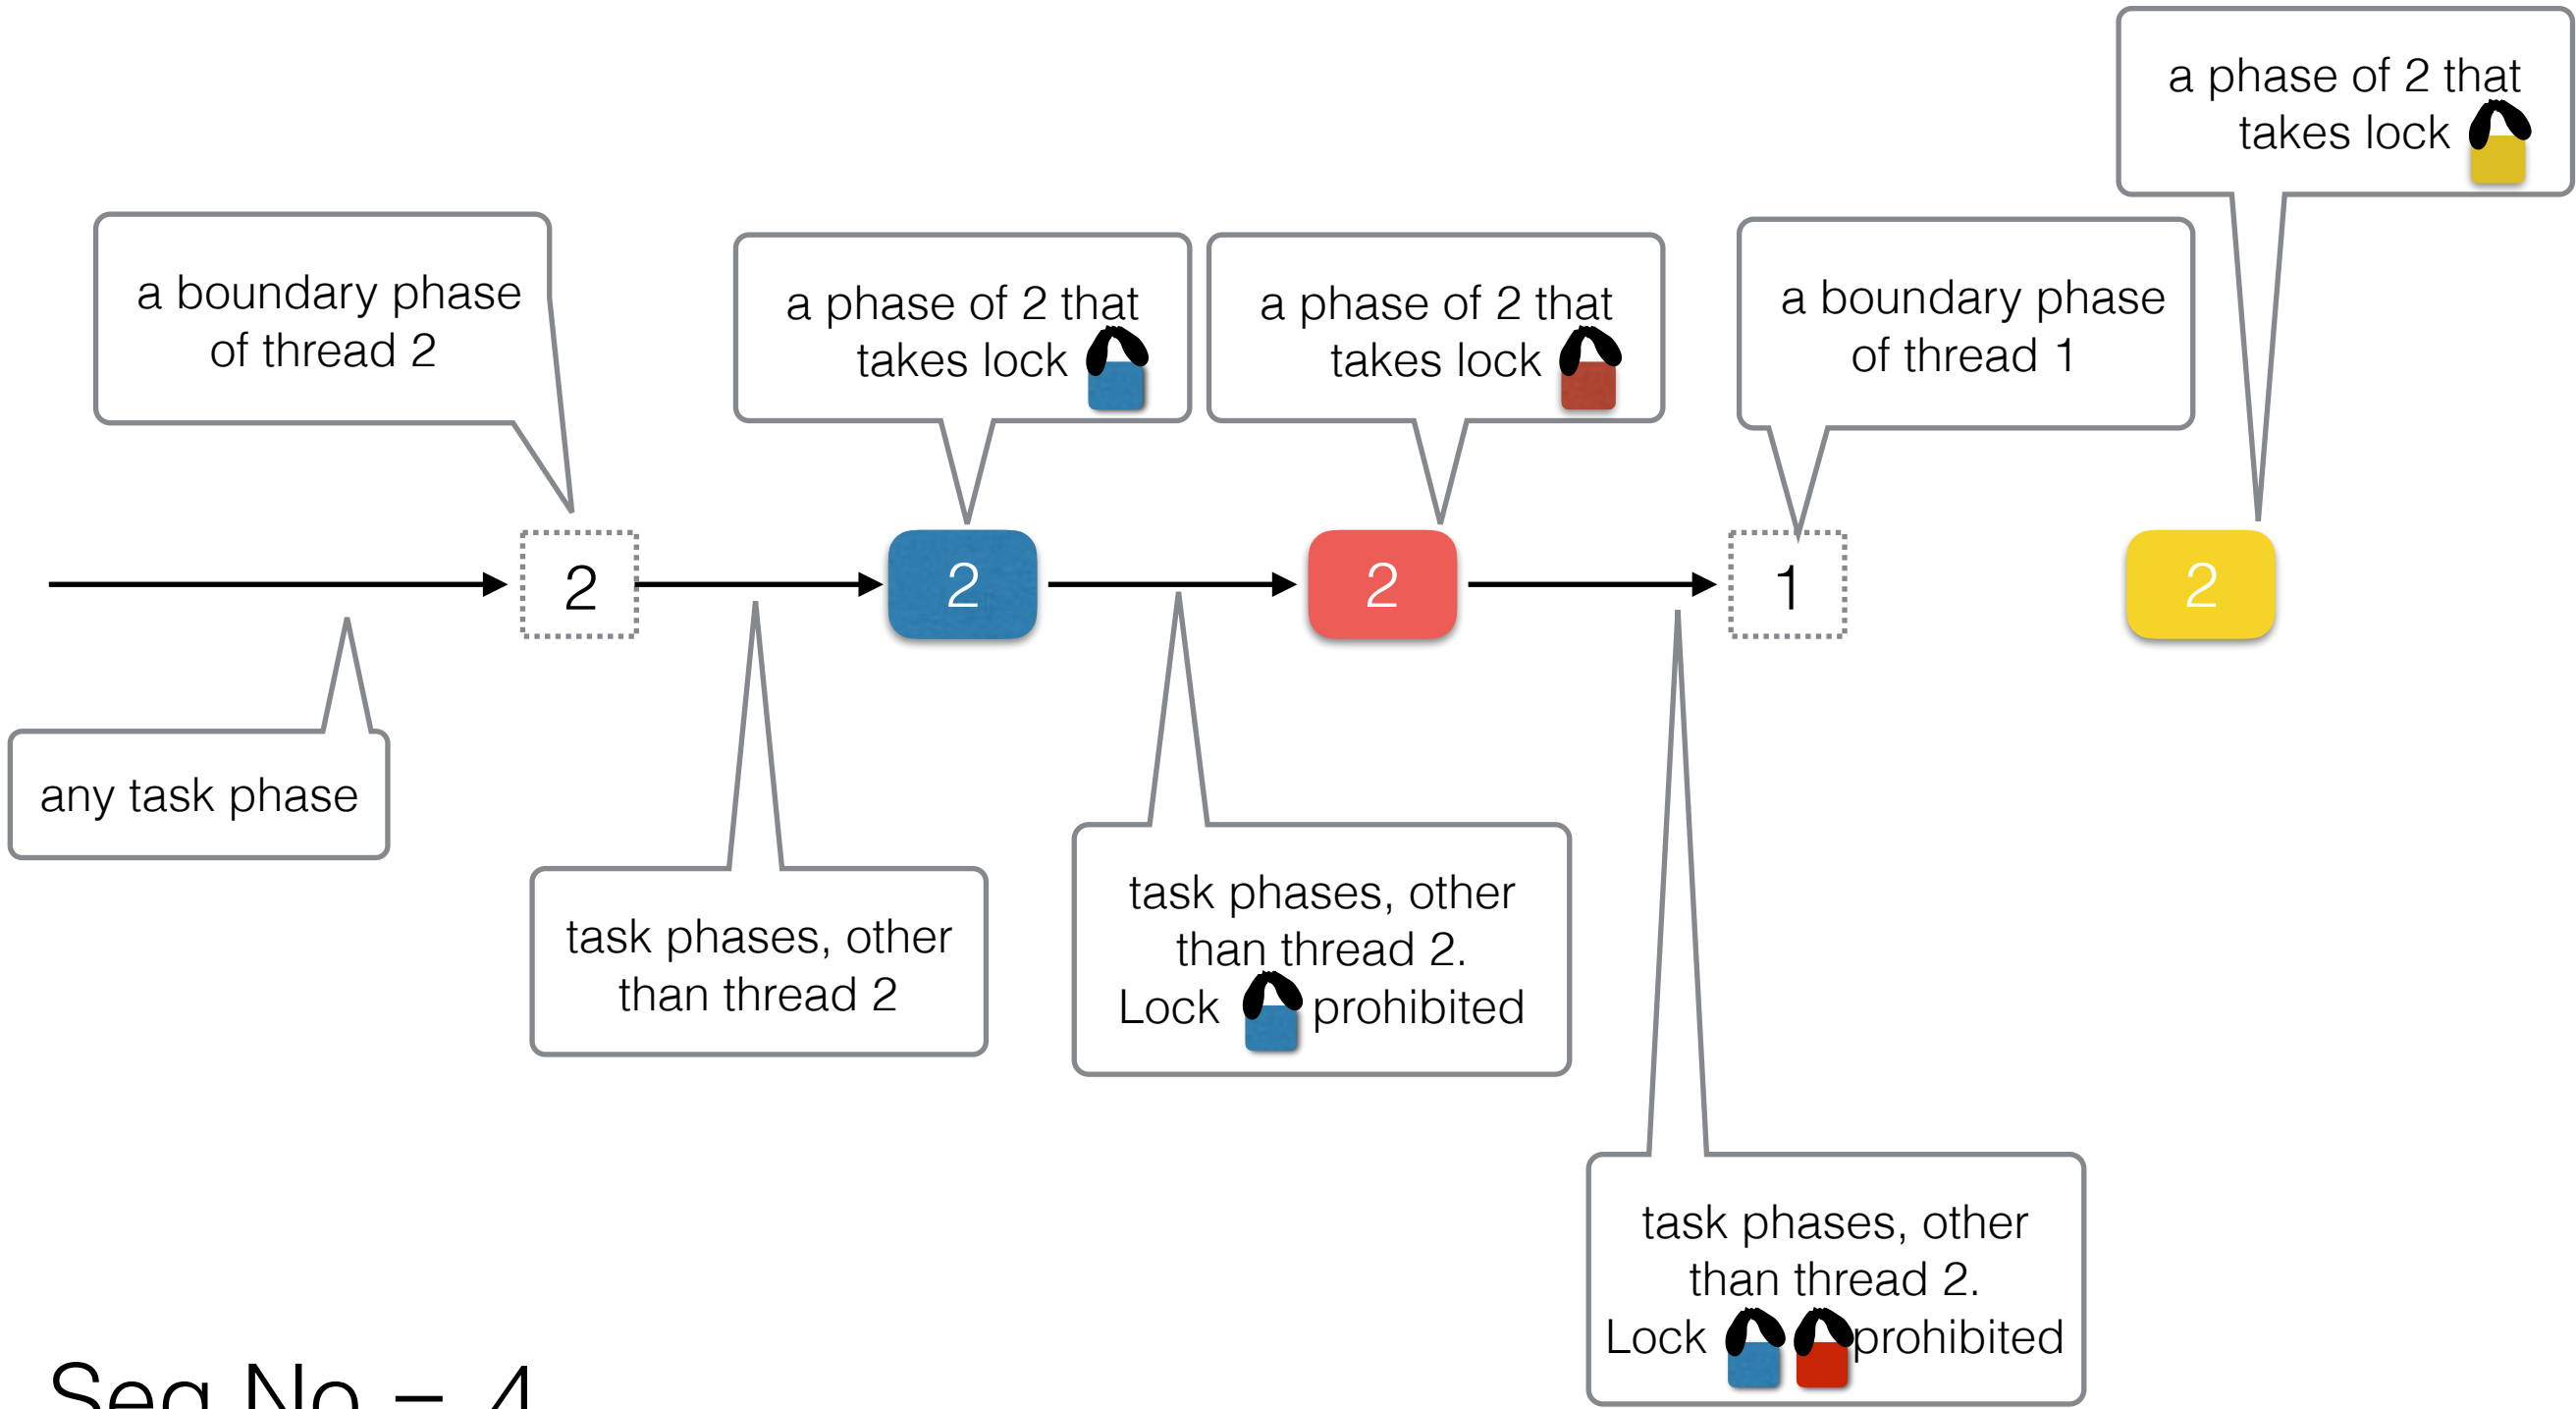 a phase of 2 that
takes lock
a boundary phase
of thread 2
a phase of 2 that
takes lock
a phase of 2 that
takes lock
a boundary phase
of thread 1
2
2
2
1
2
any task phase
task phases, other
than thread 2
task phases, other
than thread 2.
Lock prohibited
task phases, other
than thread 2.
Lock prohibited
Seq No = 4